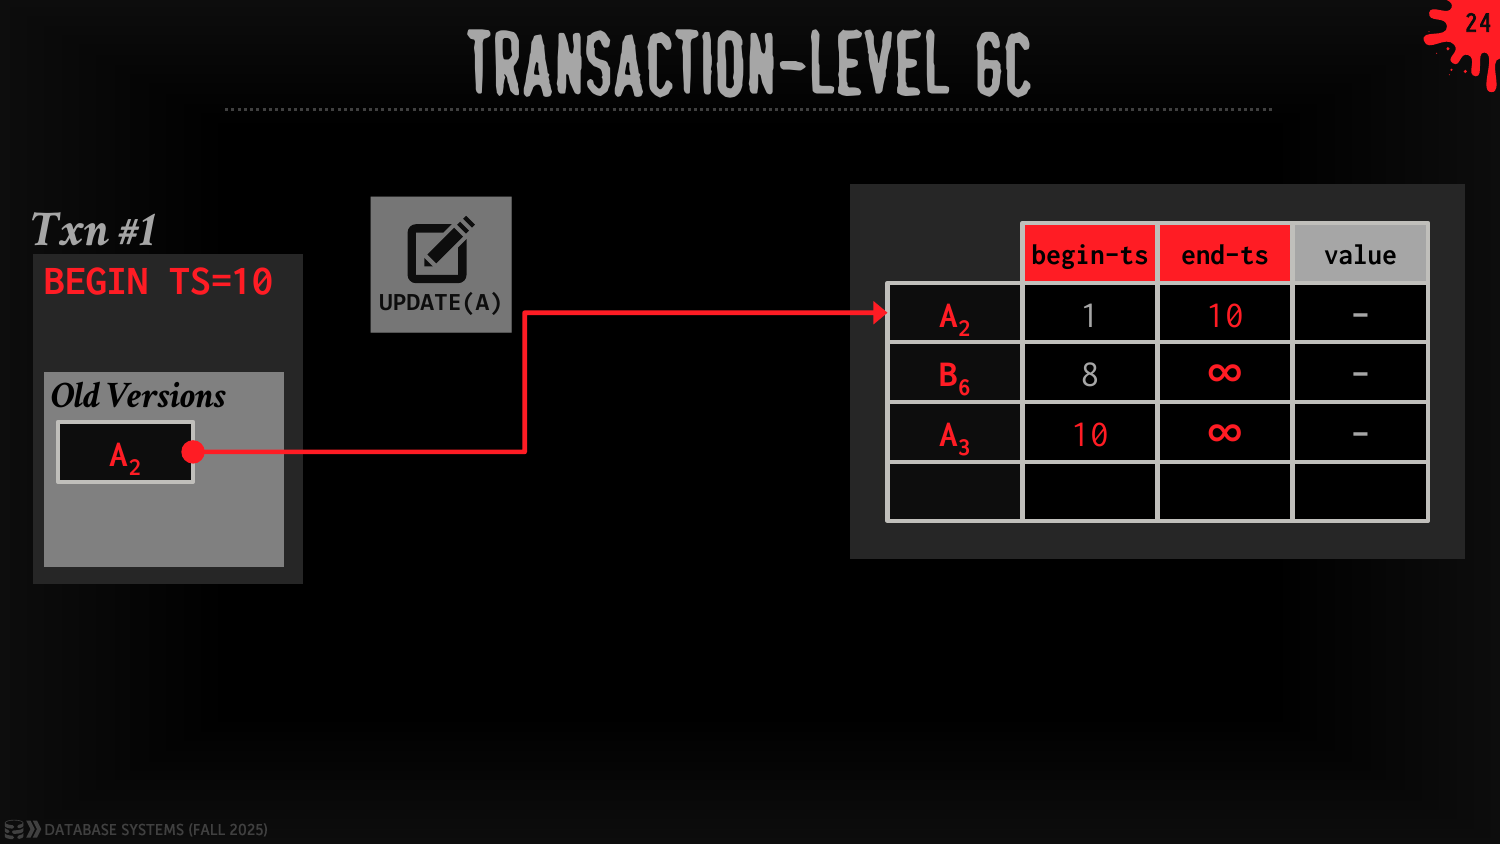 24
TRANSACTION-LEVEL GC
Txn #1
BEGIN TS=10
Old Versions
A2
UPDATE(A)
begin-ts end-ts value
A2 1 10 -
B6 8 ∞ -
A3 10 ∞ -
DATABASE SYSTEMS (FALL 2025)